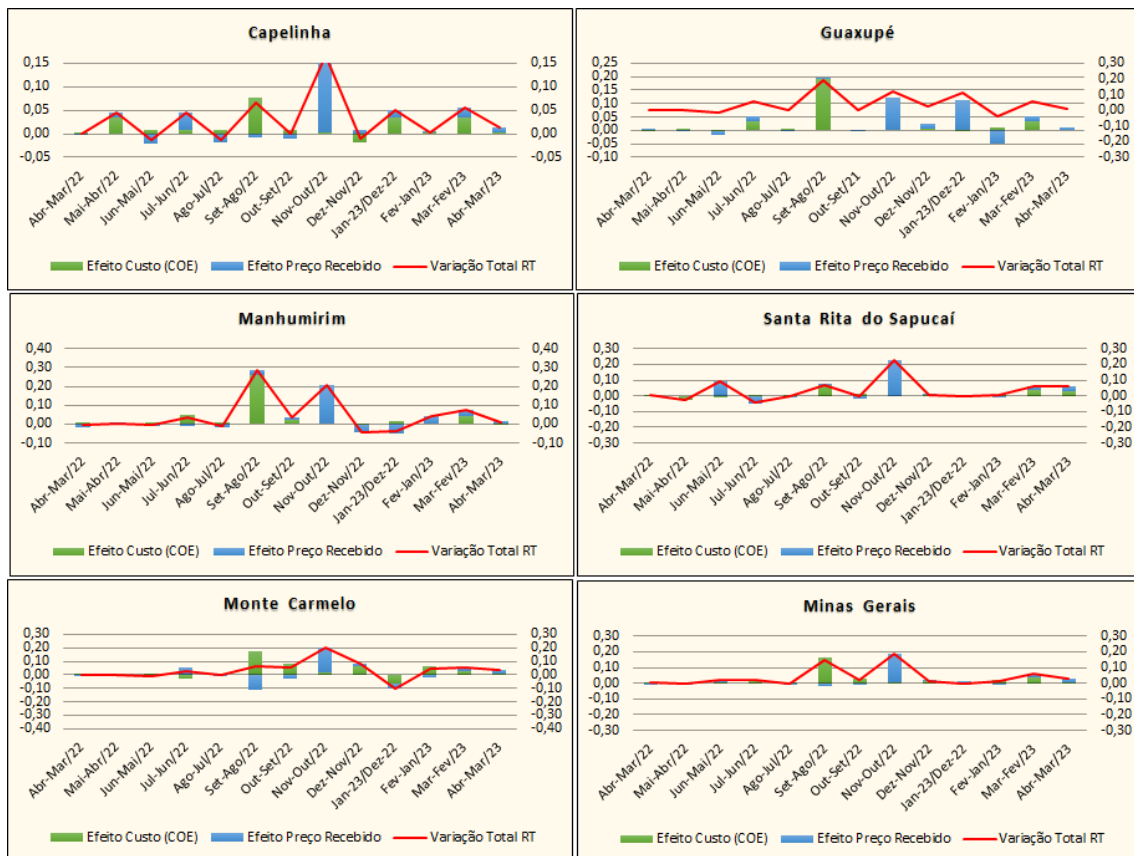 Capelinha
0,15 0,15
0,10 0,10
0,05 0,05
0,00 0,00
-0,05 -0,05
Abr-Mar/22 Mai-Abr/22 Jun-Mai/22 Jul-Jun/22 Ago-Jul/22 Set-Ago/22 Out-Set/22 Nov-Out/22 Dez-Nov/22 Jan-23/Dez-22 Fev-Jan/23 Mar-Fev/23 Abr-Mar/23
Efeito Custo (COE) Efeito Preço Recebido Variação Total RT
Guaxupé
0,25 0,30
0,20 0,20
0,15 0,10
0,10 0,00
0,05 -0,10
0,00 -0,20
-0,05 -0,30
-0,10
Abr-Mar/22 Mai-Abr/22 Jun-Mai/22 Jul-Jun/22 Ago-Jul/22 Set-Ago/22 Out-Set/21 Nov-Out/22 Dez-Nov/22 Jan-23/Dez-22 Fev-Jan/23 Mar-Fev/23 Abr-Mar/23
Efeito Custo (COE) Efeito Preço Recebido Variação Total RT
Manhumirim
0,40 0,40
0,30 0,30
0,20 0,20
0,10 0,10
0,00 0,00
-0,10 -0,10
Abr-Mar/22 Mai-Abr/22 Jun-Mai/22 Jul-Jun/22 Ago-Jul/22 Set-Ago/22 Out-Set/22 Nov-Out/22 Dez-Nov/22 Jan-23/Dez-22 Fev-Jan/23 Mar-Fev/23 Abr-Mar/23
Efeito Custo (COE) Efeito Preço Recebido Variação Total RT
Santa Rita do Sapucaí
0,30 0,30
0,20 0,20
0,10 0,10
0,00 0,00
-0,10 -0,10
-0,20 -0,20
-0,30 -0,30
Abr-Mar/22 Mai-Abr/22 Jun-Mai/22 Jul-Jun/22 Ago-Jul/22 Set-Ago/22 Out-Set/22 Nov-Out/22 Dez-Nov/22 Jan-23/Dez-22 Fev-Jan/23 Mar-Fev/23 Abr-Mar/23
Efeito Custo (COE) Efeito Preço Recebido Variação Total RT
Monte Carmelo
0,30 0,30
0,20 0,20
0,10 0,10
0,00 0,00
-0,10 -0,10
-0,20 -0,20
-0,30 -0,30
-0,40 -0,40
Abr-Mar/22 Mai-Abr/22 Jun-Mai/22 Jul-Jun/22 Ago-Jul/22 Set-Ago/22 Out-Set/22 Nov-Out/22 Dez-Nov/22 Jan-23/Dez-22 Fev-Jan/23 Mar-Fev/23 Abr-Mar/23
Efeito Custo (COE) Efeito Preço Recebido Variação Total RT
Minas Gerais
0,30 0,30
0,20 0,20
0,10 0,10
0,00 0,00
-0,10 -0,10
-0,20 -0,20
-0,30 -0,30
Abr-Mar/22 Mai-Abr/22 Jun-Mai/22 Jul-Jun/22 Ago-Jul/22 Set-Ago/22 Out-Set/22 Nov-Out/22 Dez-Nov/22 Jan-23/Dez/22 Fev-Jan/23 Mar-Fev/23 Abr-Mar/23
Efeito Custo (COE) Efeito Preço Recebido Variação Total RT